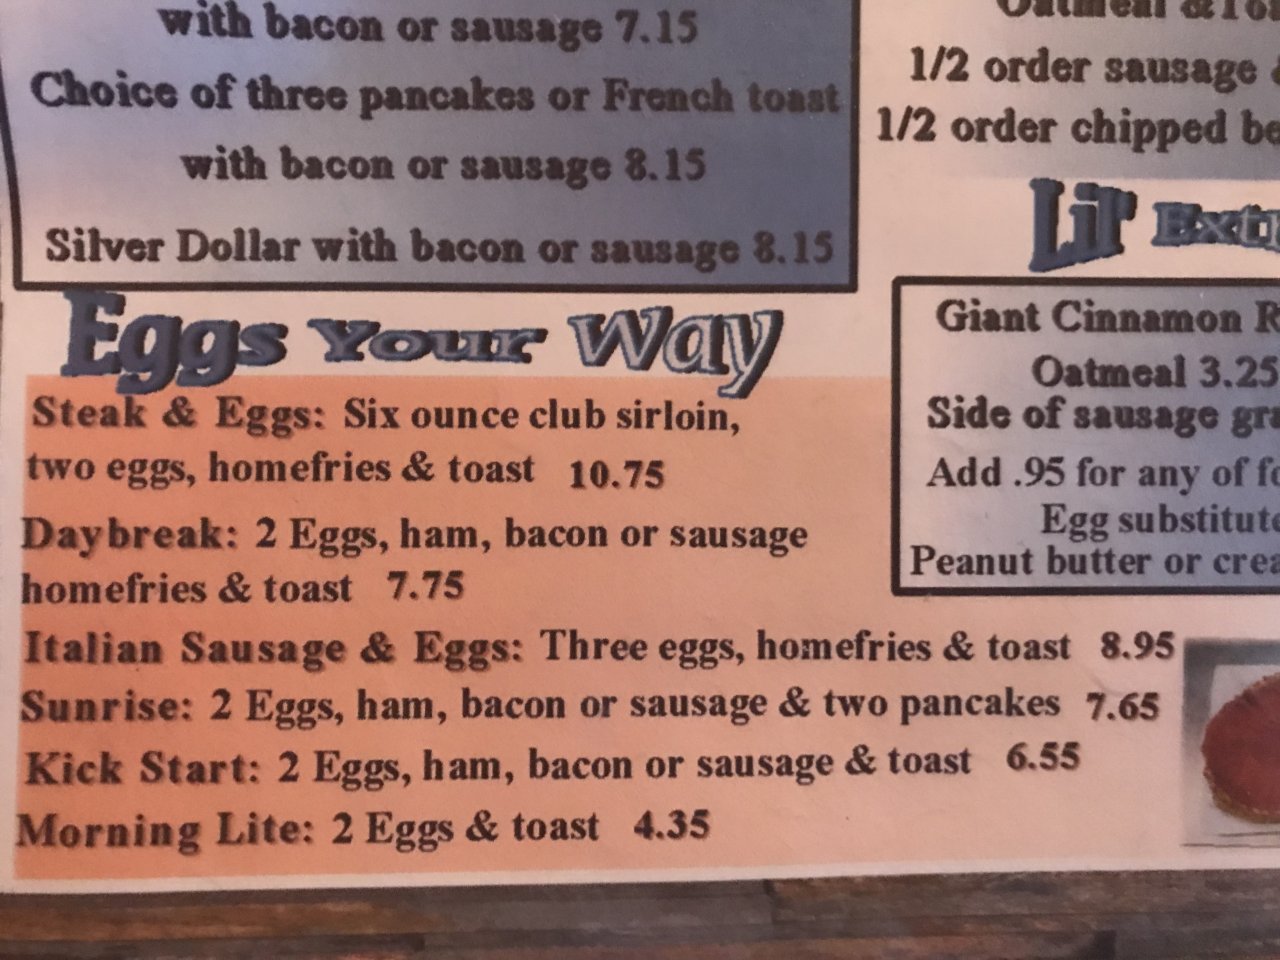 with bacon or sausage 7.15
Choice of three pancakes or French toast
with bacon or sausage 8.15
Silver Dollar with bacon or sausage 8.15
Eggs Your Way
Steak & Eggs: Six ounce club sirloin,
two eggs, homefries & toast 10.75
Daybreak: 2 Eggs, ham, bacon or sausage
homefries & toast 7.75
Italian Sausage & Eggs: Three eggs, homefries & toast 8.95
Sunrise: 2 Eggs, ham, bacon or sausage & two pancakes 7.65
Kick Start: 2 Eggs, ham, bacon or sausage & toast 6.55
Morning Lite: 2 Eggs & toast 4.35
Oatmeal &
1/2 order sausage &
1/2 order chipped
Lil'
Giant Cinnamon
Oatmeal 3.25
Side of sausage
Add .95 for any of
Egg
Peanut butter or